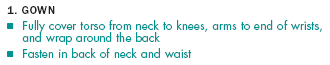 1. GOWN
■ Fully cover torso from neck to knees, arms to end of wrists,
and wrap around the back
■ Fasten in back of neck and waist